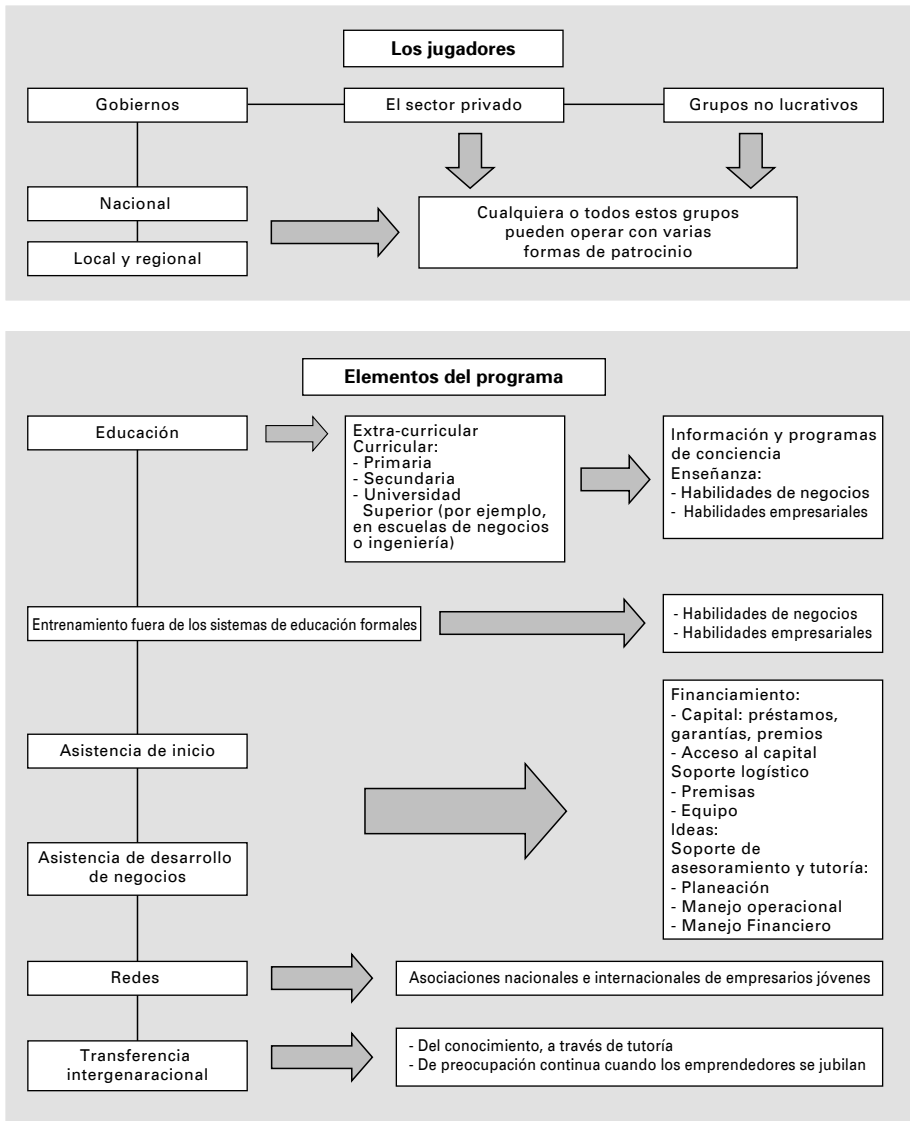 Los jugadores
Gobiernos
El sector privado
Grupos no lucrativos
Nacional
Local y regional
Cualquiera o todos estos grupos
pueden operar con varias
formas de patrocinio
Elementos del programa
Educación
Extra-curricular
Curricular:
- Primaria
- Secundaria
- Universidad
Superior (por ejemplo,
en escuelas de negocios
o ingeniería)
Información y programas
de conciencia
Enseñanza:
- Habilidades de negocios
- Habilidades empresariales
Entrenamiento fuera de los sistemas de educación formales
- Habilidades de negocios
- Habilidades empresariales
Asistencia de inicio
Asistencia de desarrollo
de negocios
Financiamiento:
- Capital: préstamos,
garantías, premios
- Acceso al capital
Soporte logístico
- Premisas
- Equipo
Ideas:
Soporte de
asesoramiento y tutoría:
- Planeación
- Manejo operacional
- Manejo Financiero
Redes
Asociaciones nacionales e internacionales de empresarios jóvenes
Transferencia
intergenaracional
- Del conocimiento, a través de tutoría
- De preocupación continua cuando los emprendedores se jubilan